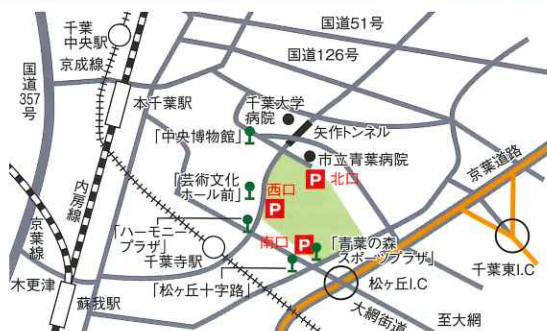 国道51号
千葉
中央駅
国道126号
京成線
国道
357号
本千葉駅
千葉大学
病院
「中央博物館」
矢作トンネル
市立青葉病院
京葉道路
P 北口
「芸術文化
ホール前」
西口
P
内房線
京葉線
「ハーモニー
プラザ」
南口 P
「青葉の森
スポーツプラザ」
千葉寺駅
千葉東I.C
木更津
蘇我駅
「松ヶ丘十字路」
松ヶ丘I.C
大網街道
至大網